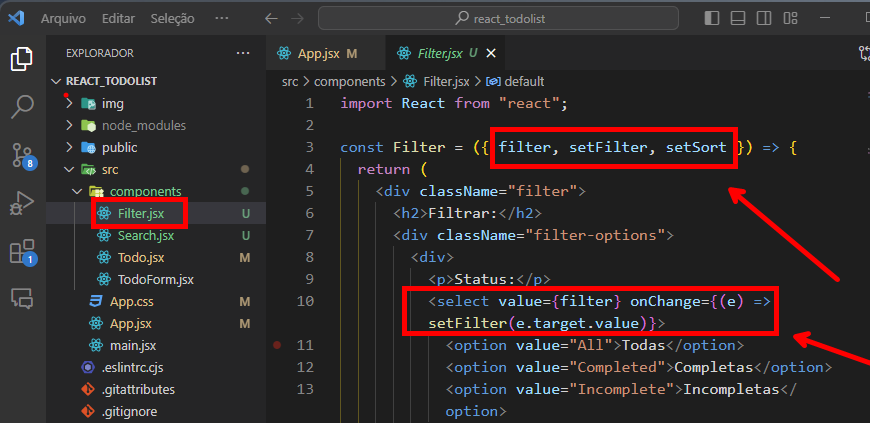 Arquivo Editar Seleção ··· react_todolist
EXPLORADOR ···
REACT_TODOLIST
img
node_modules
public
src
components
Filter.jsx U
Search.jsx U
Todo.jsx M
TodoForm.jsx
App.css
App.jsx M
main.jsx
.eslintrc.cjs
.gitattributes
.gitignore
8
1
App.jsx M Filter.jsx U
src > components > Filter.jsx > default
1 import React from "react";
2
3 const Filter = ({ filter, setFilter, setSort }) => {
4 return (
5 <div className="filter">
6 <h2>Filtrar:</h2>
7 <div className="filter-options">
8 <div>
9 <p>Status:</p>
10 <select value={filter} onChange={(e) =>
setFilter(e.target.value)}>
11 <option value="All">Todas</option>
12 <option value="Completed">Completas</option>
13 <option value="Incomplete">Incompletas</
option>